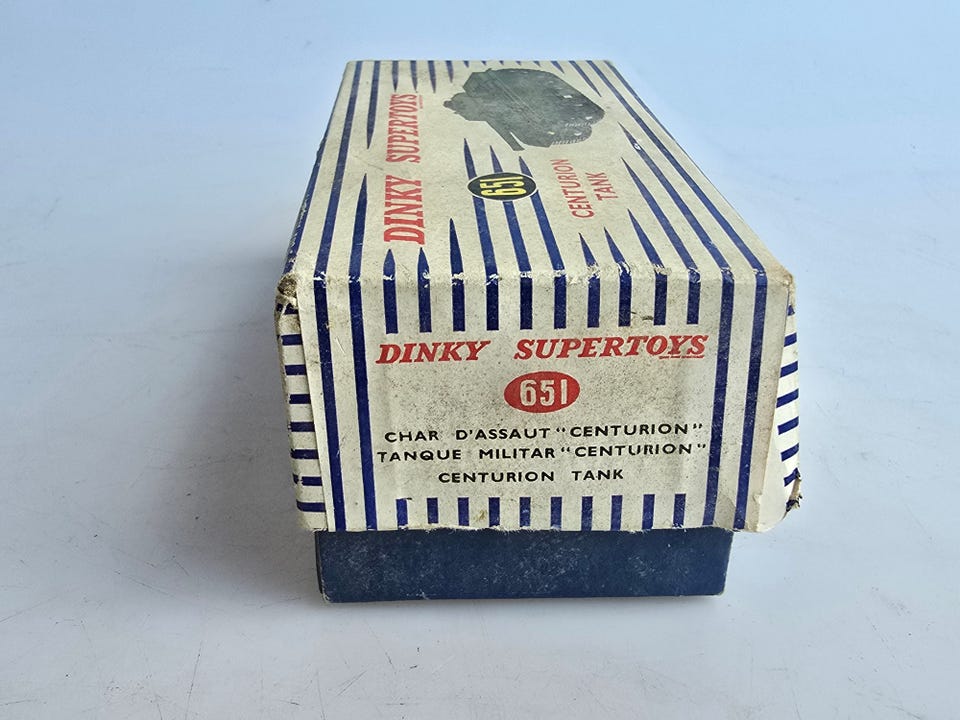 DINKY SUPERTOYS
651
CENTURION
TANK
DINKY SUPERTOYS
651
CHAR D'ASSAUT "CENTURION"
TANQUE MILITAR "CENTURION"
CENTURION TANK